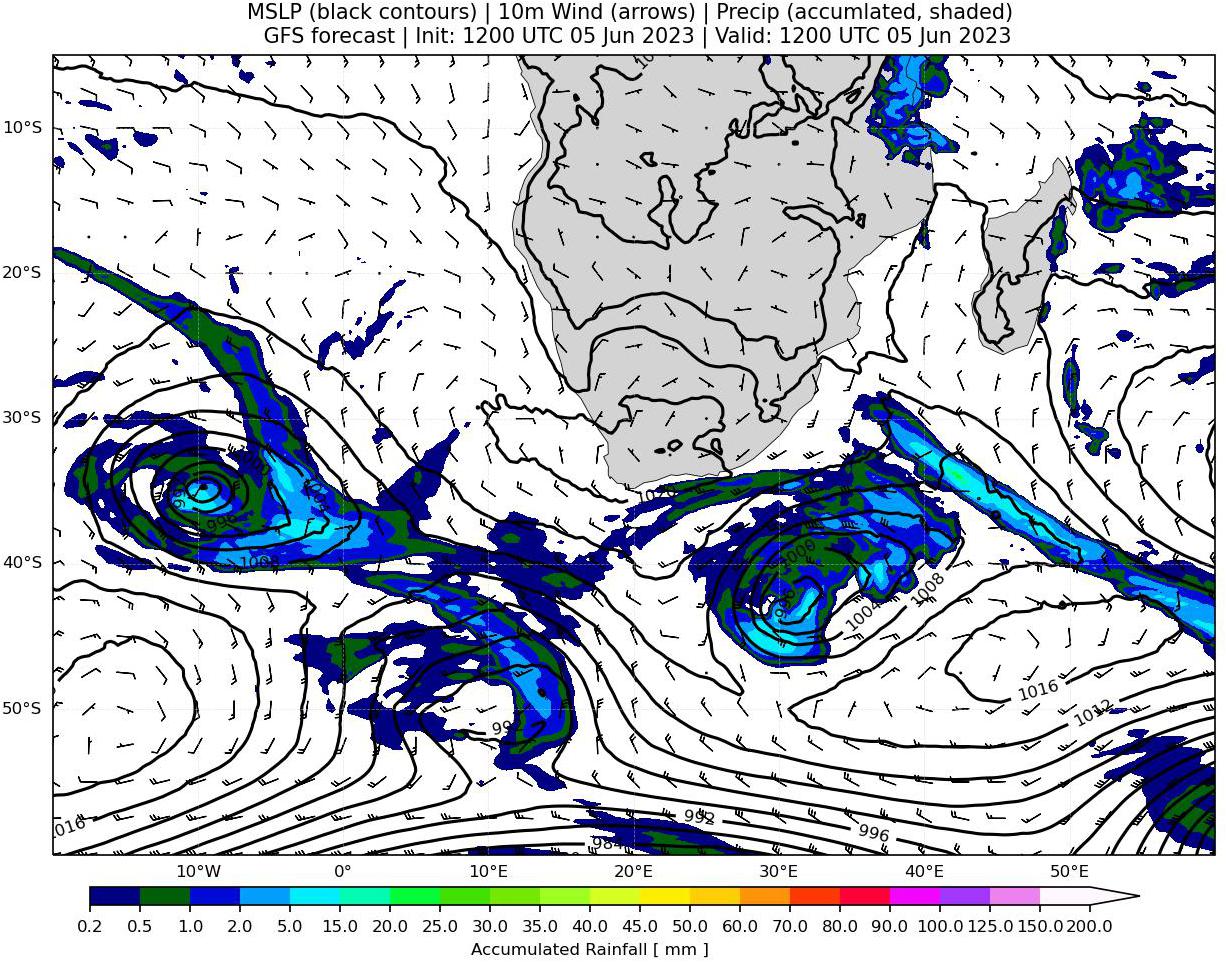 MSLP (black contours) | 10m Wind (arrows) | Precip (accumlated, shaded)
GFS forecast | Init: 1200 UTC 05 Jun 2023 | Valid: 1200 UTC 05 Jun 2023
10°S
20°S
30°S
40°S
50°S
996
1008
1020
1008
1008
1004
1016
1012
992
996
984
10°W 0° 10°E 20°E 30°E 40°E 50°E
0.2 0.5 1.0 2.0 5.0 10.0 15.0 20.0 25.0 30.0 35.0 40.0 45.0 50.0 60.0 70.0 80.0 90.0 100.0 125.0 150.0 200.0
Accumulated Rainfall [ mm ]